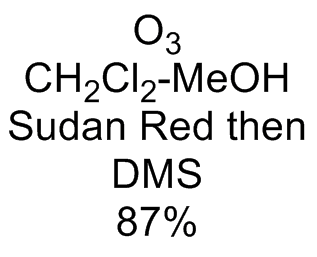 O₃
CH₂Cl₂-MeOH
Sudan Red then
DMS
87%